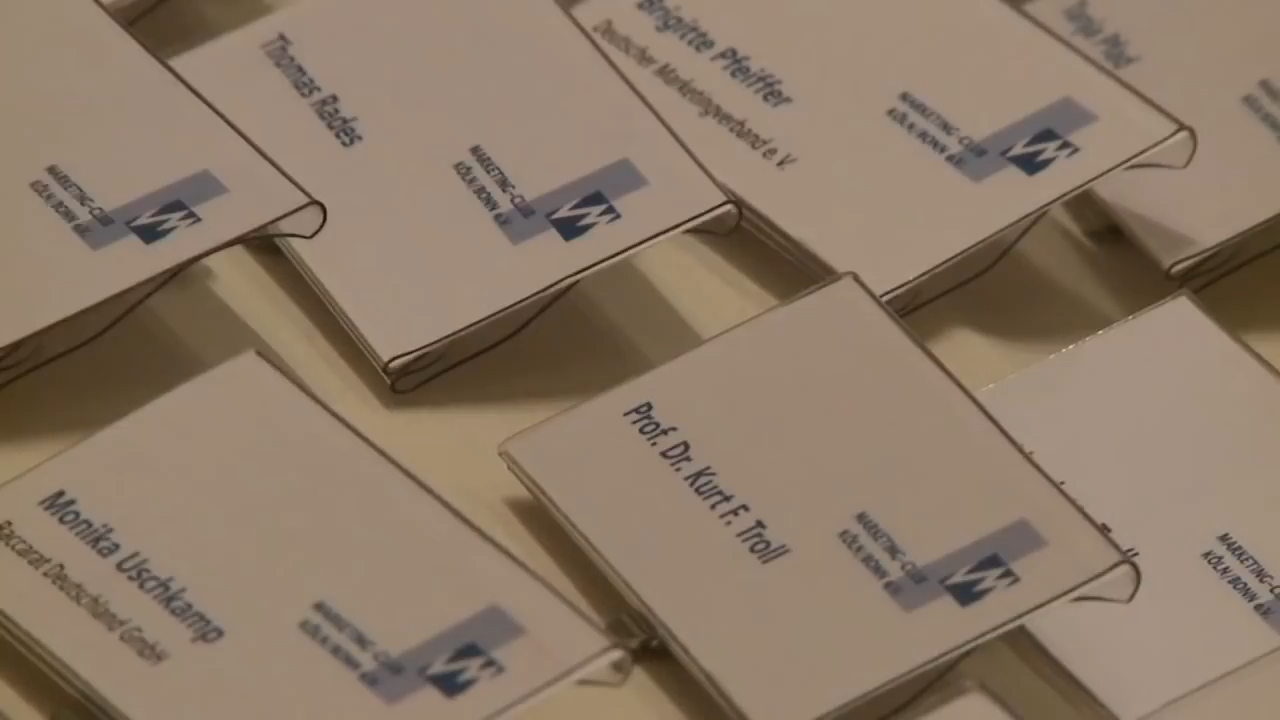 MARKETING-CLUB
KÖLN/BONN e.V.
Thomas Rades
MARKETING-CLUB
KÖLN/BONN e.V.
Brigitte Pfeiffer
Deutscher Marketingverband e.V.
MARKETING-CLUB
KÖLN/BONN e.V.
Tanja Pfad
Monika Uschkamp
Baccarat Deutschland GmbH
MARKETING-CLUB
KÖLN/BONN e.V.
Prof. Dr. Kurt F. Troll
MARKETING-CLUB
KÖLN/BONN e.V.
MARKETING-C
KÖLN/BONN e.V.